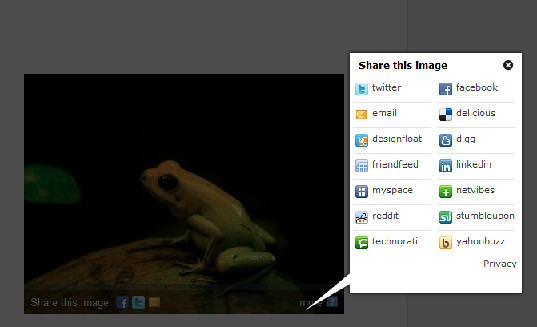 Share this image
twitter facebook
email delicious
designfloat digg
friendfeed linkedin
myspace netvibes
reddit stumbleupon
technorati yahoobuzz
Privacy
Share this image more